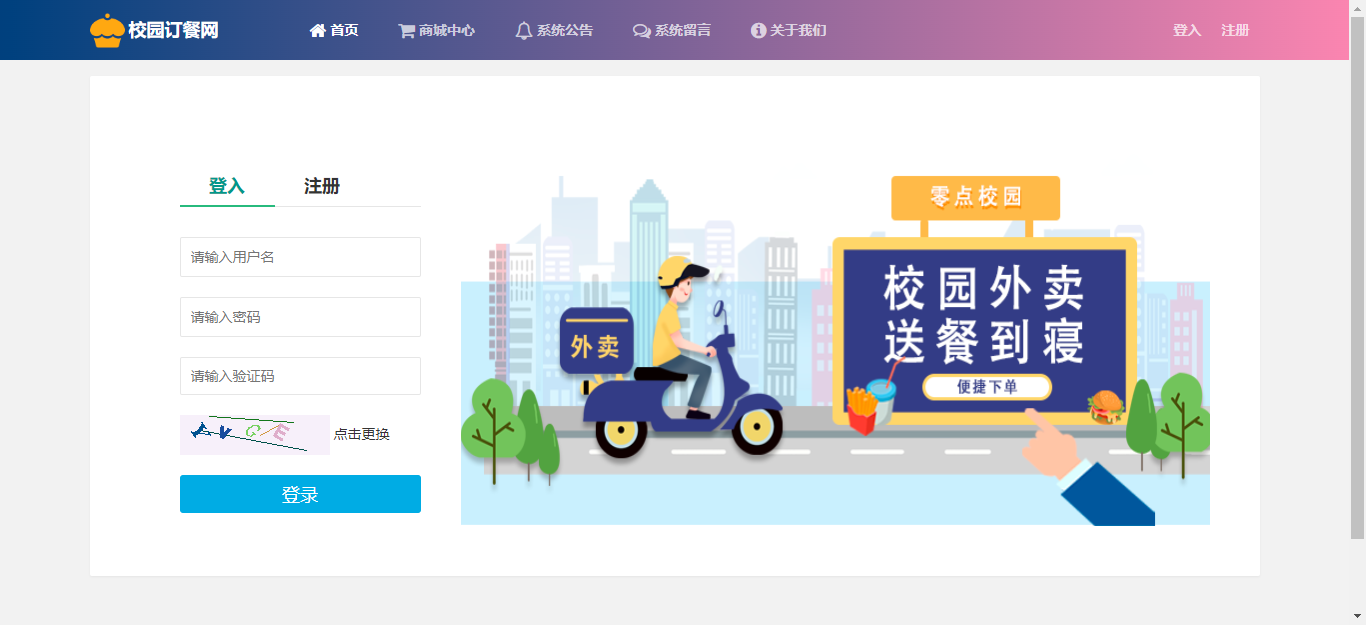 校园订餐网 首页 商城中心 系统公告 系统留言 关于我们 登入 注册
登入 注册
请输入用户名
请输入密码
请输入验证码
点击更换
登录
零点校园
校园外卖
送餐到寝
便捷下单
外卖